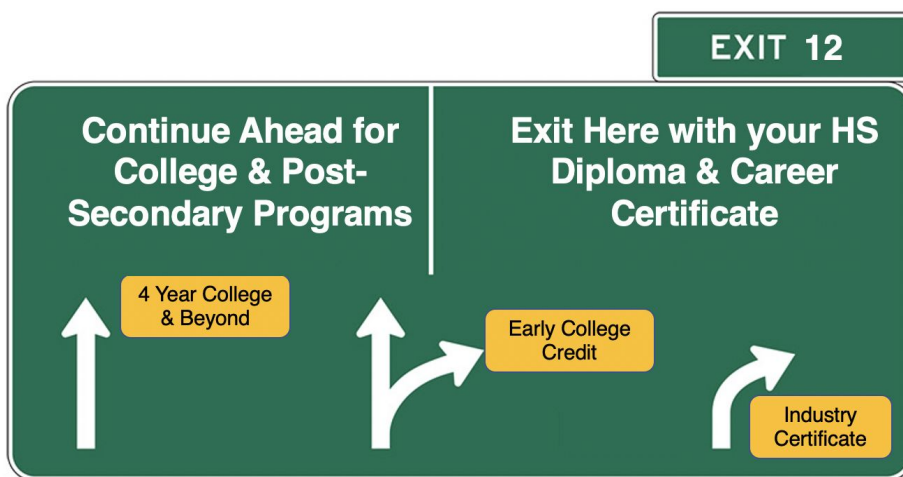 EXIT 12
Continue Ahead for
College & Post-
Secondary Programs
Exit Here with your HS
Diploma & Career
Certificate
4 Year College
& Beyond
Early College
Credit
Industry
Certificate